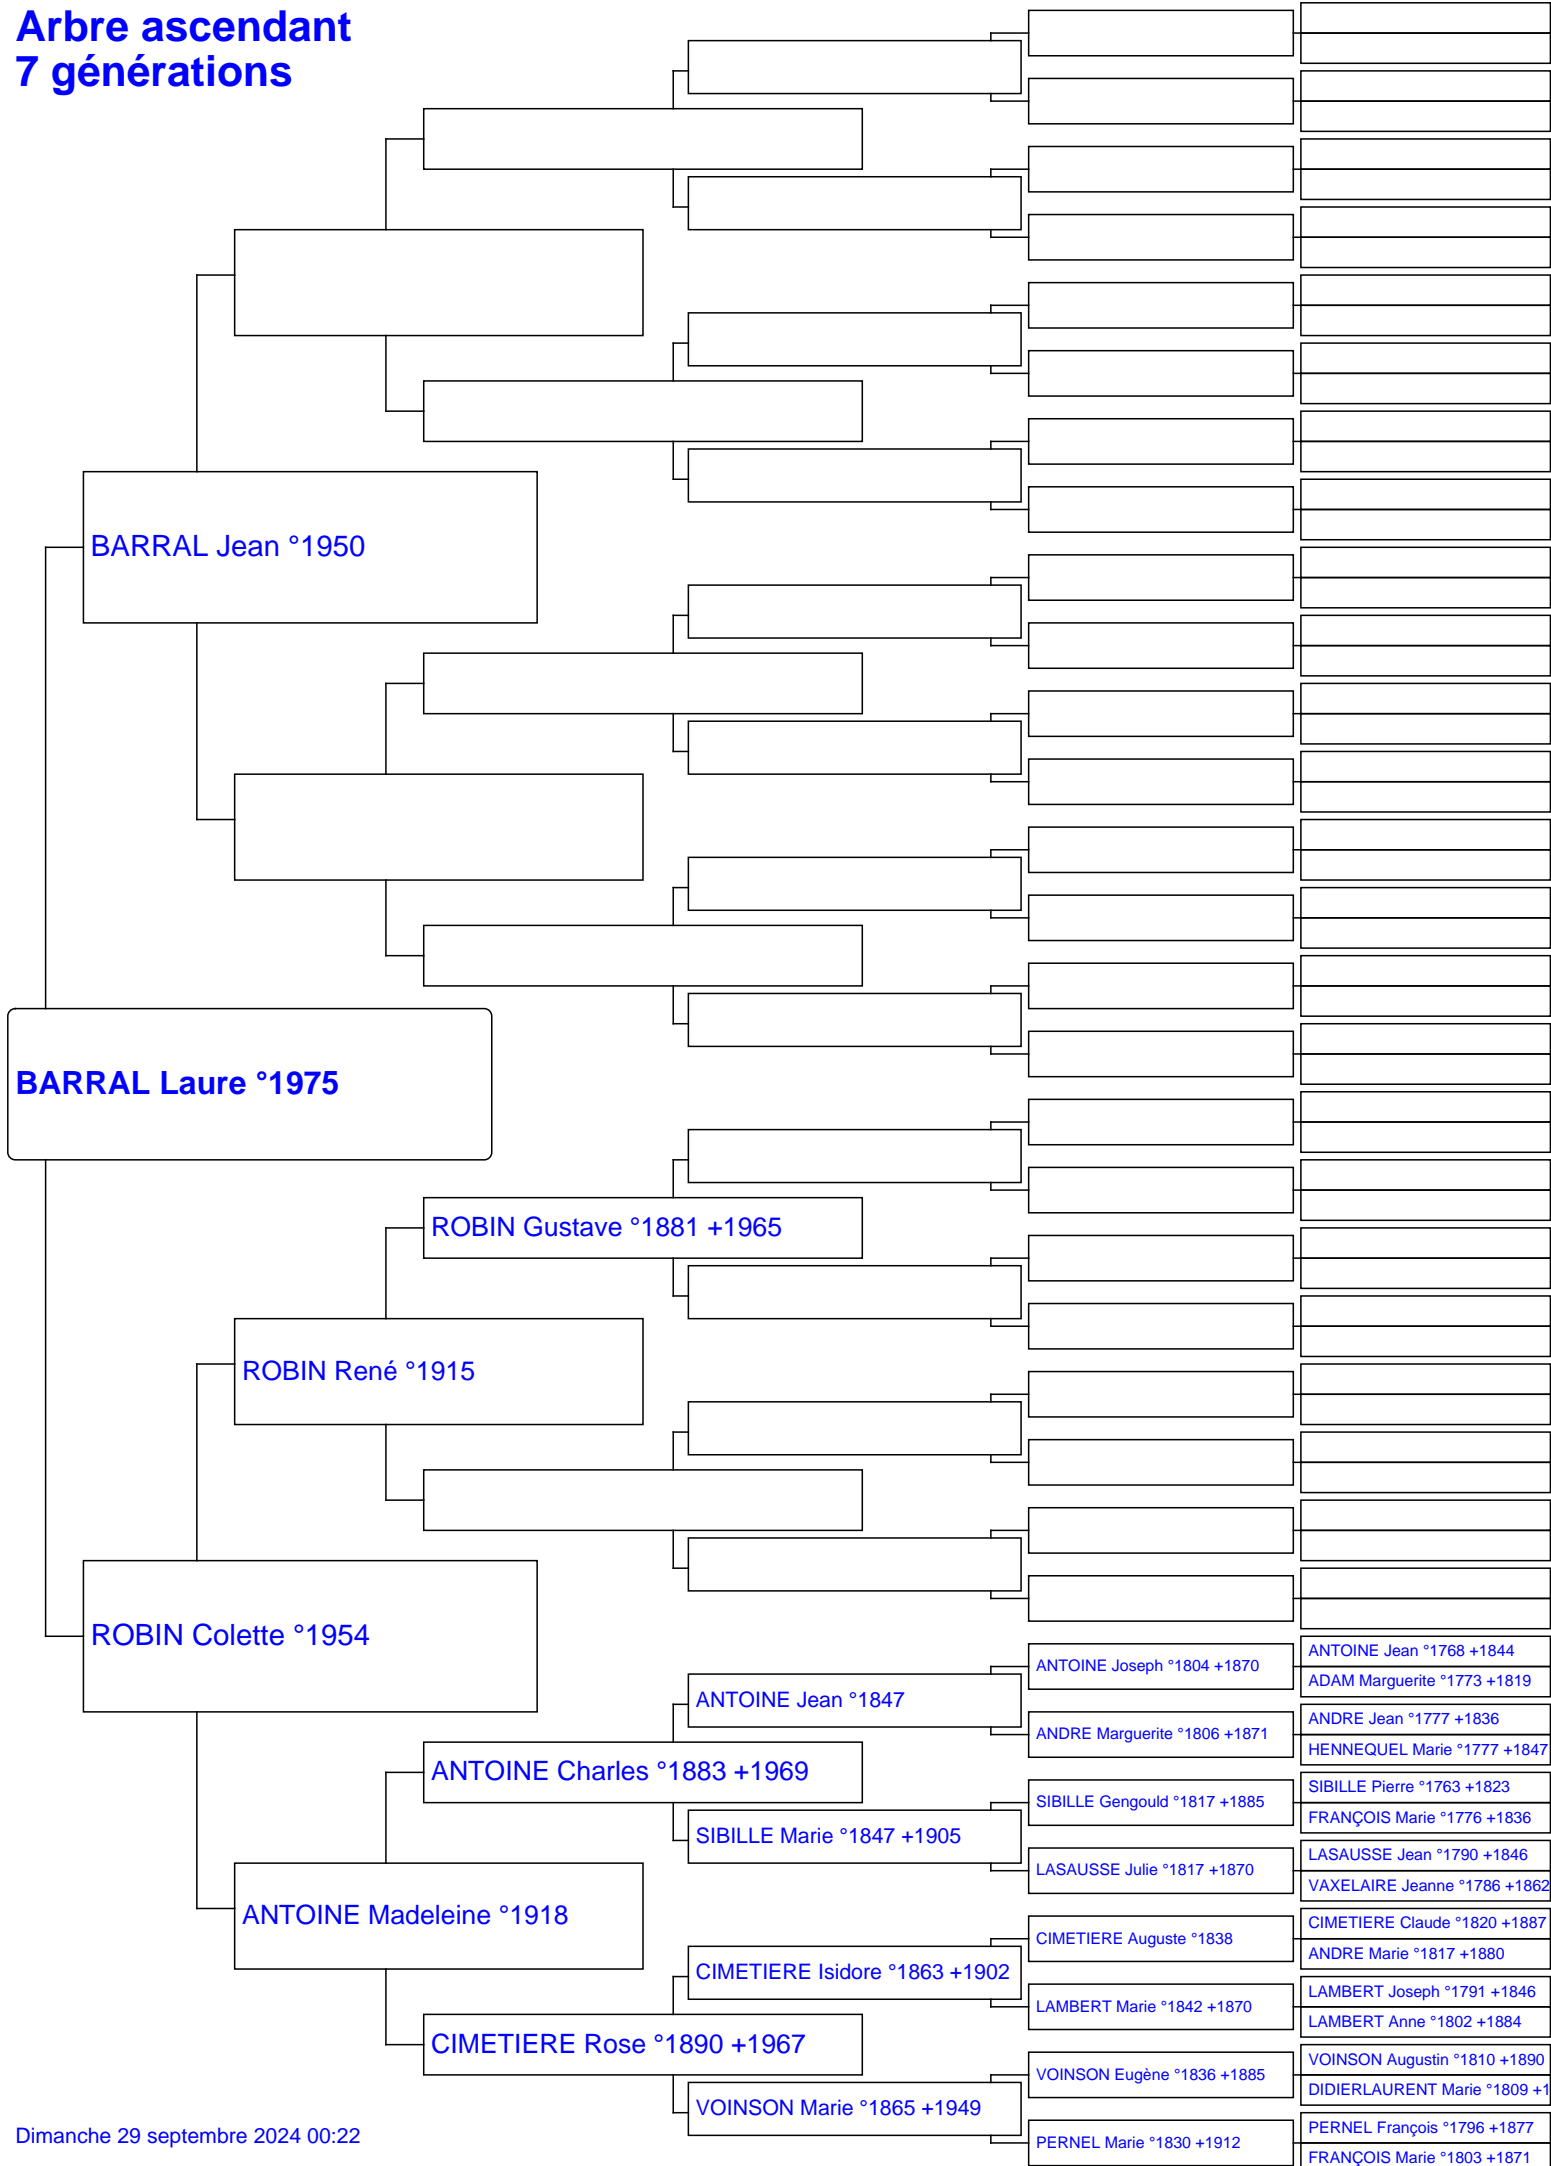 Arbre ascendant
7 générations
BARRAL Jean °1950
BARRAL Laure °1975
ROBIN Gustave °1881 +1965
ROBIN René °1915
ROBIN Colette °1954
ANTOINE Jean °1768 +1844
ANTOINE Joseph °1804 +1870
ADAM Marguerite °1773 +1819
ANTOINE Jean °1847
ANDRE Jean °1777 +1836
ANDRE Marguerite °1806 +1871
HENNEQUEL Marie °1777 +1847
ANTOINE Charles °1883 +1969
SIBILLE Pierre °1763 +1823
SIBILLE Gengould °1817 +1885
FRANÇOIS Marie °1776 +1836
SIBILLE Marie °1847 +1905
LASAUSSE Jean °1790 +1846
LASAUSSE Julie °1817 +1870
VAXELAIRE Jeanne °1786 +1862
ANTOINE Madeleine °1918
CIMETIERE Claude °1820 +1887
CIMETIERE Auguste °1838
ANDRE Marie °1817 +1880
CIMETIERE Isidore °1863 +1902
LAMBERT Joseph °1791 +1846
LAMBERT Marie °1842 +1870
LAMBERT Anne °1802 +1884
CIMETIERE Rose °1890 +1967
VOINSON Augustin °1810 +1890
VOINSON Eugène °1836 +1885
DIDIERLAURENT Marie °1809 +1
VOINSON Marie °1865 +1949
PERNEL François °1796 +1877
PERNEL Marie °1830 +1912
FRANÇOIS Marie °1803 +1871
Dimanche 29 septembre 2024 00:22